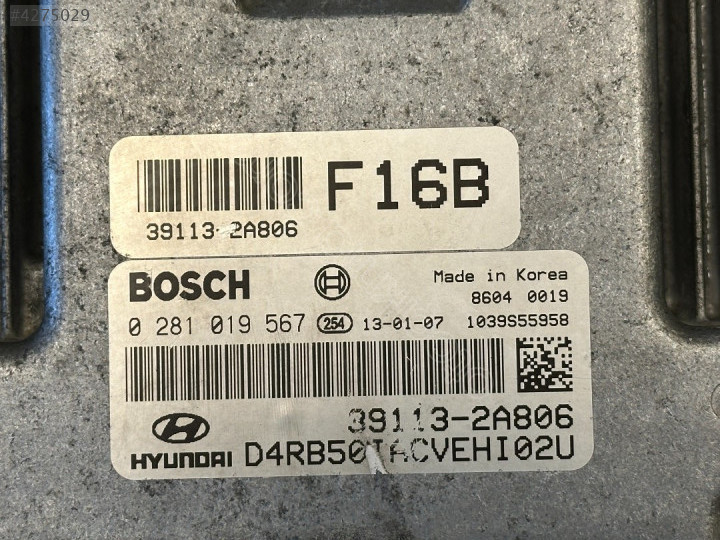 #4275029
F16B
39113-2A806
BOSCH
Made in Korea
8604 0019
0 281 019 567 254 13-01-07 1039S55958
39113-2A806
HYUNDAI D4RB50IACVEHI02U